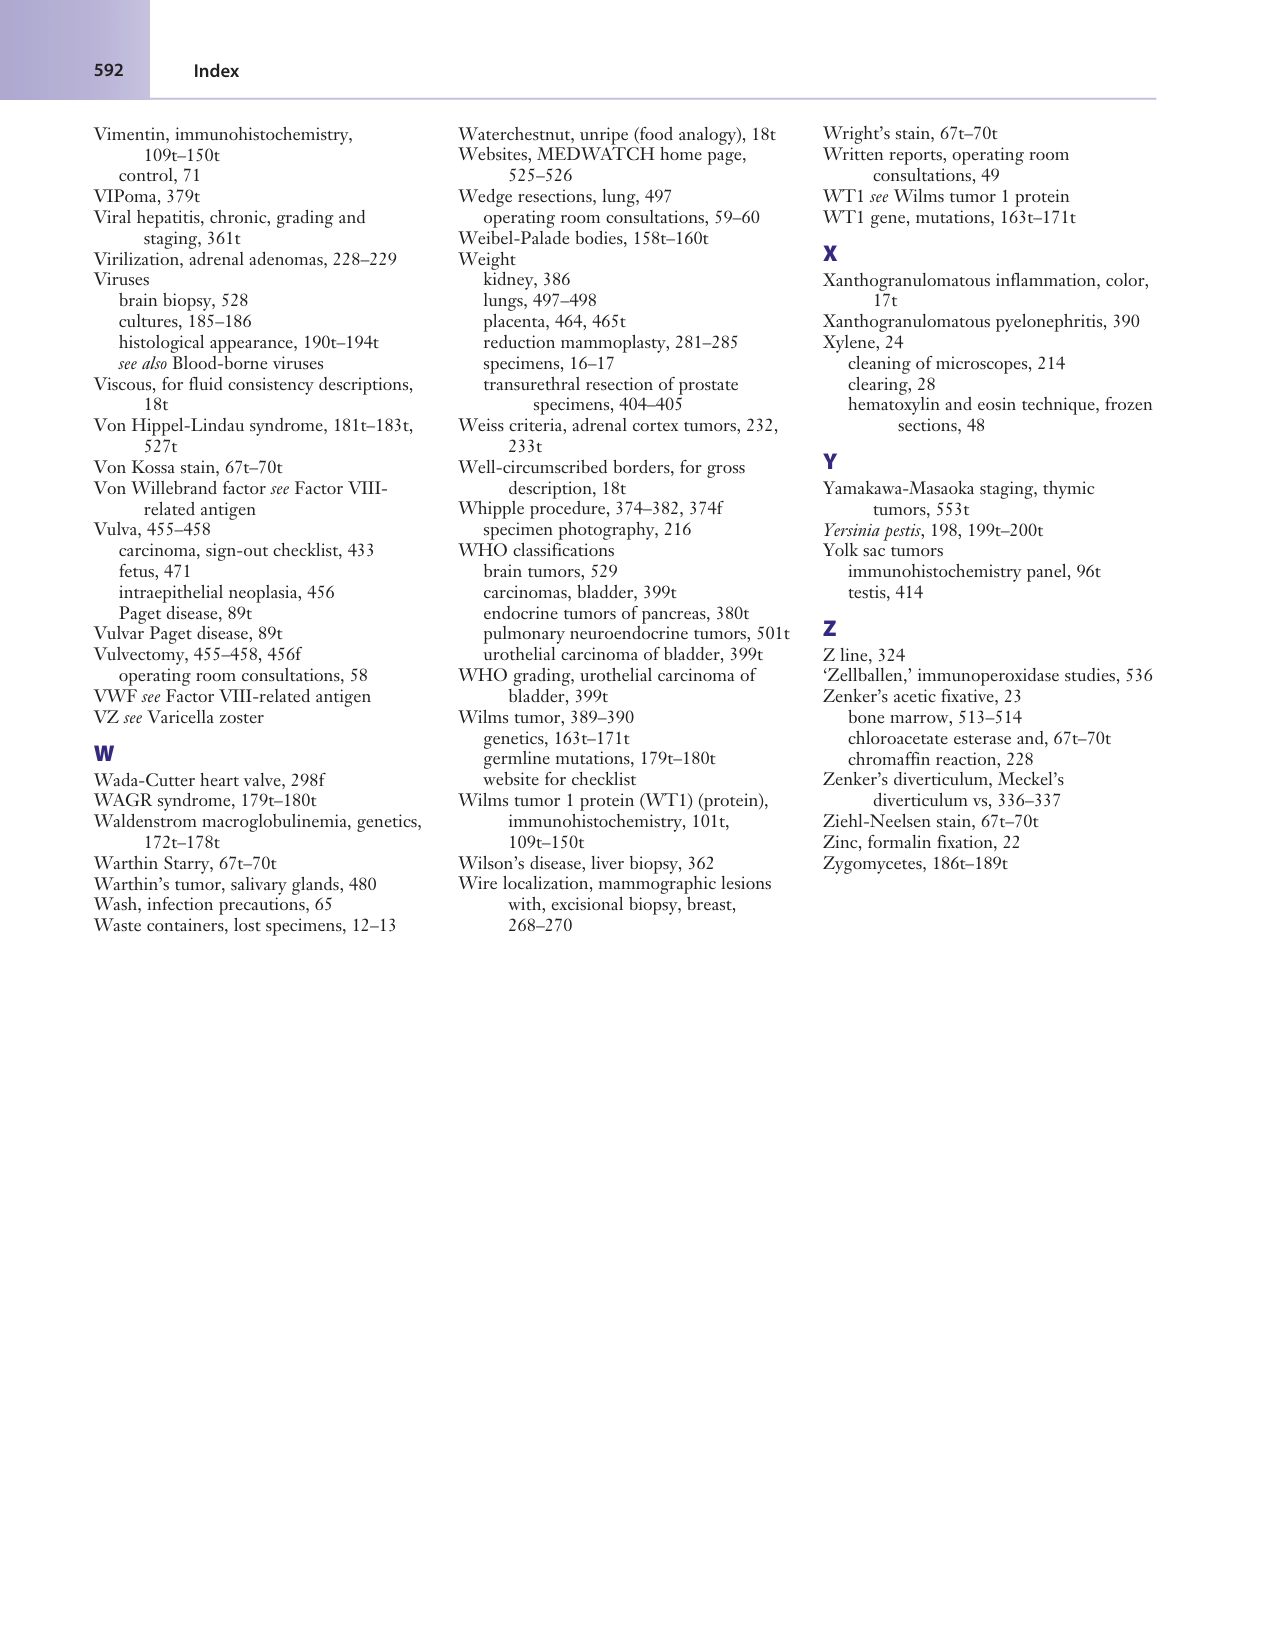 592
Index
Vimentin, immunohistochemistry,
109t–150t
control, 71
VIPoma, 379t
Viral hepatitis, chronic, grading and
staging, 361t
Virilization, adrenal adenomas, 228–229
Viruses
brain biopsy, 528
cultures, 185–186
histological appearance, 190t–194t
see also Blood-borne viruses
Viscous, for fluid consistency descriptions,
18t
Von Hippel-Lindau syndrome, 181t–183t,
527t
Von Kossa stain, 67t–70t
Von Willebrand factor see Factor VIII-
related antigen
Vulva, 455–458
carcinoma, sign-out checklist, 433
fetus, 471
intraepithelial neoplasia, 456
Paget disease, 89t
Vulvar Paget disease, 89t
Vulvectomy, 455–458, 456f
operating room consultations, 58
VWF see Factor VIII-related antigen
VZ see Varicella zoster
W
Wada-Cutter heart valve, 298f
WAGR syndrome, 179t–180t
Waldenstrom macroglobulinemia, genetics,
172t–178t
Warthin Starry, 67t–70t
Warthin's tumor, salivary glands, 480
Wash, infection precautions, 65
Waste containers, lost specimens, 12–13
Waterchestnut, unripe (food analogy), 18t
Websites, MEDWATCH home page,
525–526
Wedge resections, lung, 497
operating room consultations, 59–60
Weibel-Palade bodies, 158t–160t
Weight
kidney, 386
lungs, 497–498
placenta, 464, 465t
reduction mammoplasty, 281–285
specimens, 16–17
transurethral resection of prostate
specimens, 404–405
Weiss criteria, adrenal cortex tumors, 232,
233t
Well-circumscribed borders, for gross
description, 18t
Whipple procedure, 374–382, 374f
specimen photography, 216
WHO classifications
brain tumors, 529
carcinomas, bladder, 399t
endocrine tumors of pancreas, 380t
pulmonary neuroendocrine tumors, 501t
urothelial carcinoma of bladder, 399t
WHO grading, urothelial carcinoma of
bladder, 399t
Wilms tumor, 389–390
genetics, 163t–171t
germline mutations, 179t–180t
website for checklist
Wilms tumor 1 protein (WT1) (protein),
immunohistochemistry, 101t,
109t–150t
Wilson's disease, liver biopsy, 362
Wire localization, mammographic lesions
with, excisional biopsy, breast,
268–270
Wright's stain, 67t–70t
Written reports, operating room
consultations, 49
WT1 see Wilms tumor 1 protein
WT1 gene, mutations, 163t–171t
X
Xanthogranulomatous inflammation, color,
17t
Xanthogranulomatous pyelonephritis, 390
Xylene, 24
cleaning of microscopes, 214
clearing, 28
hematoxylin and eosin technique, frozen
sections, 48
Y
Yamakawa-Masaoka staging, thymic
tumors, 553t
Yersinia pestis, 198, 199t–200t
Yolk sac tumors
immunohistochemistry panel, 96t
testis, 414
Z
Z line, 324
‘Zellballen,’ immunoperoxidase studies, 536
Zenker's acetic fixative, 23
bone marrow, 513–514
chloroacetate esterase and, 67t–70t
chromaffin reaction, 228
Zenker's diverticulum, Meckel's
diverticulum vs, 336–337
Ziehl-Neelsen stain, 67t–70t
Zinc, formalin fixation, 22
Zygomycetes, 186t–189t